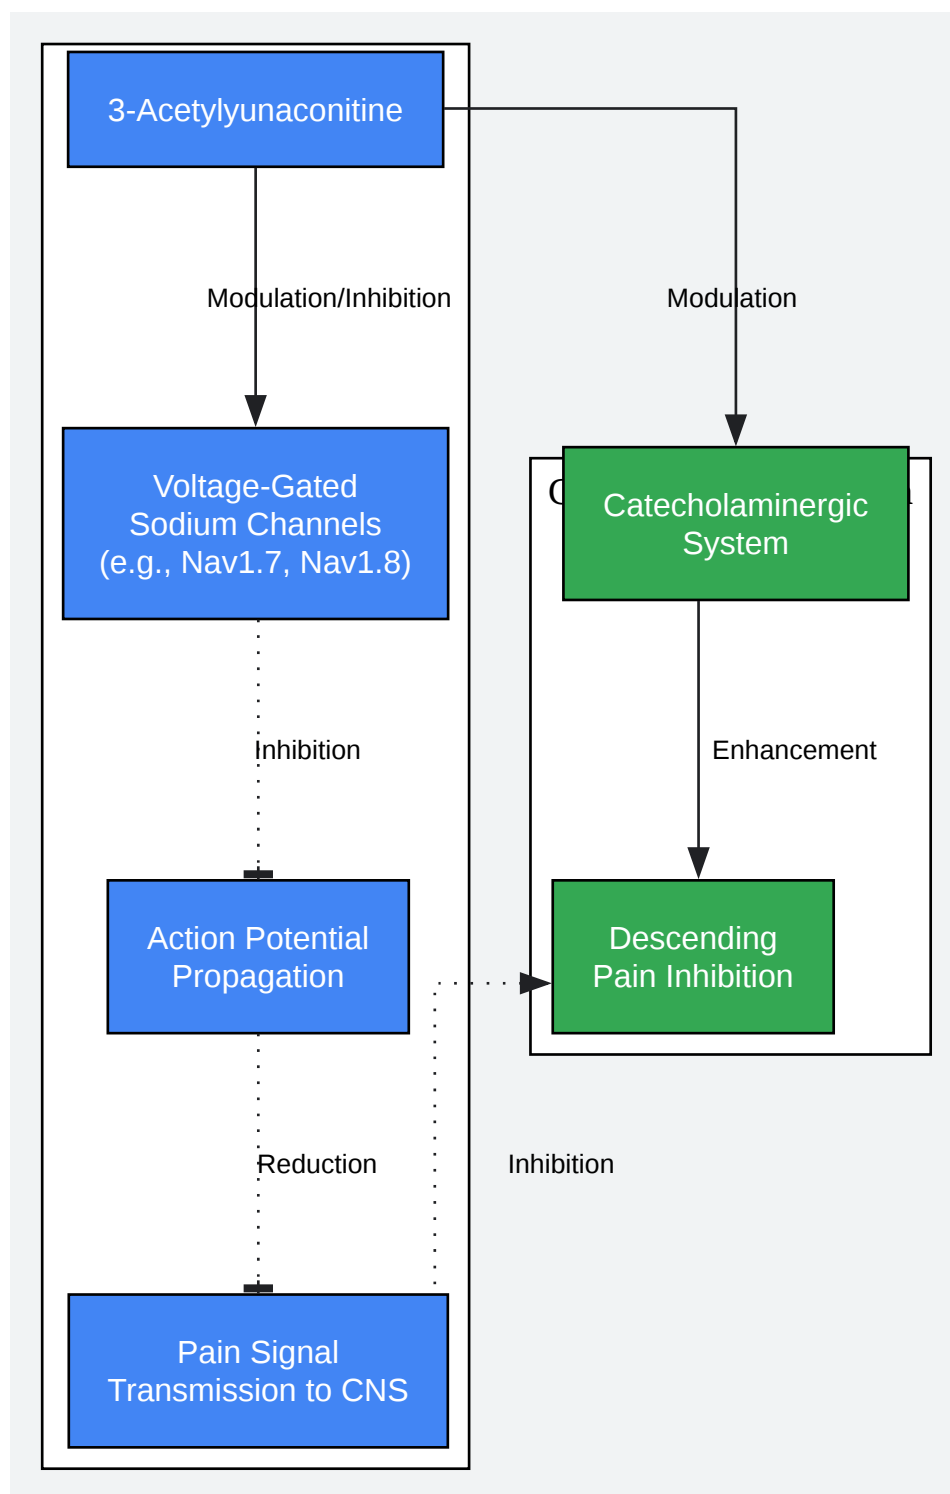 3-Acetylyunaconitine
Modulation/Inhibition
Modulation
Voltage-Gated
Sodium Channels
(e.g., Nav1.7, Nav1.8)
Catecholaminergic
System
Inhibition
Enhancement
Action Potential
Propagation
Descending
Pain Inhibition
Reduction
Inhibition
Pain Signal
Transmission to CNS